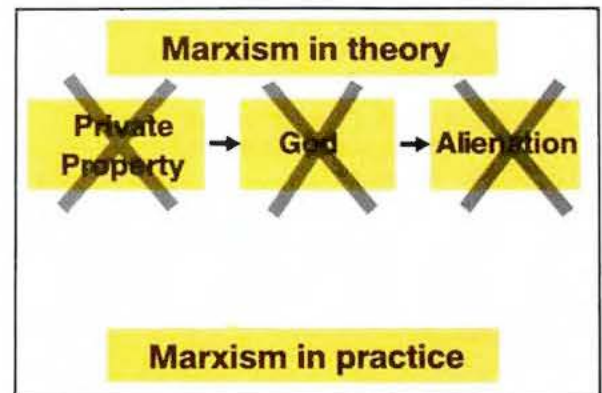 Marxism in theory
Private
Property
God
Alienation
Marxism in practice